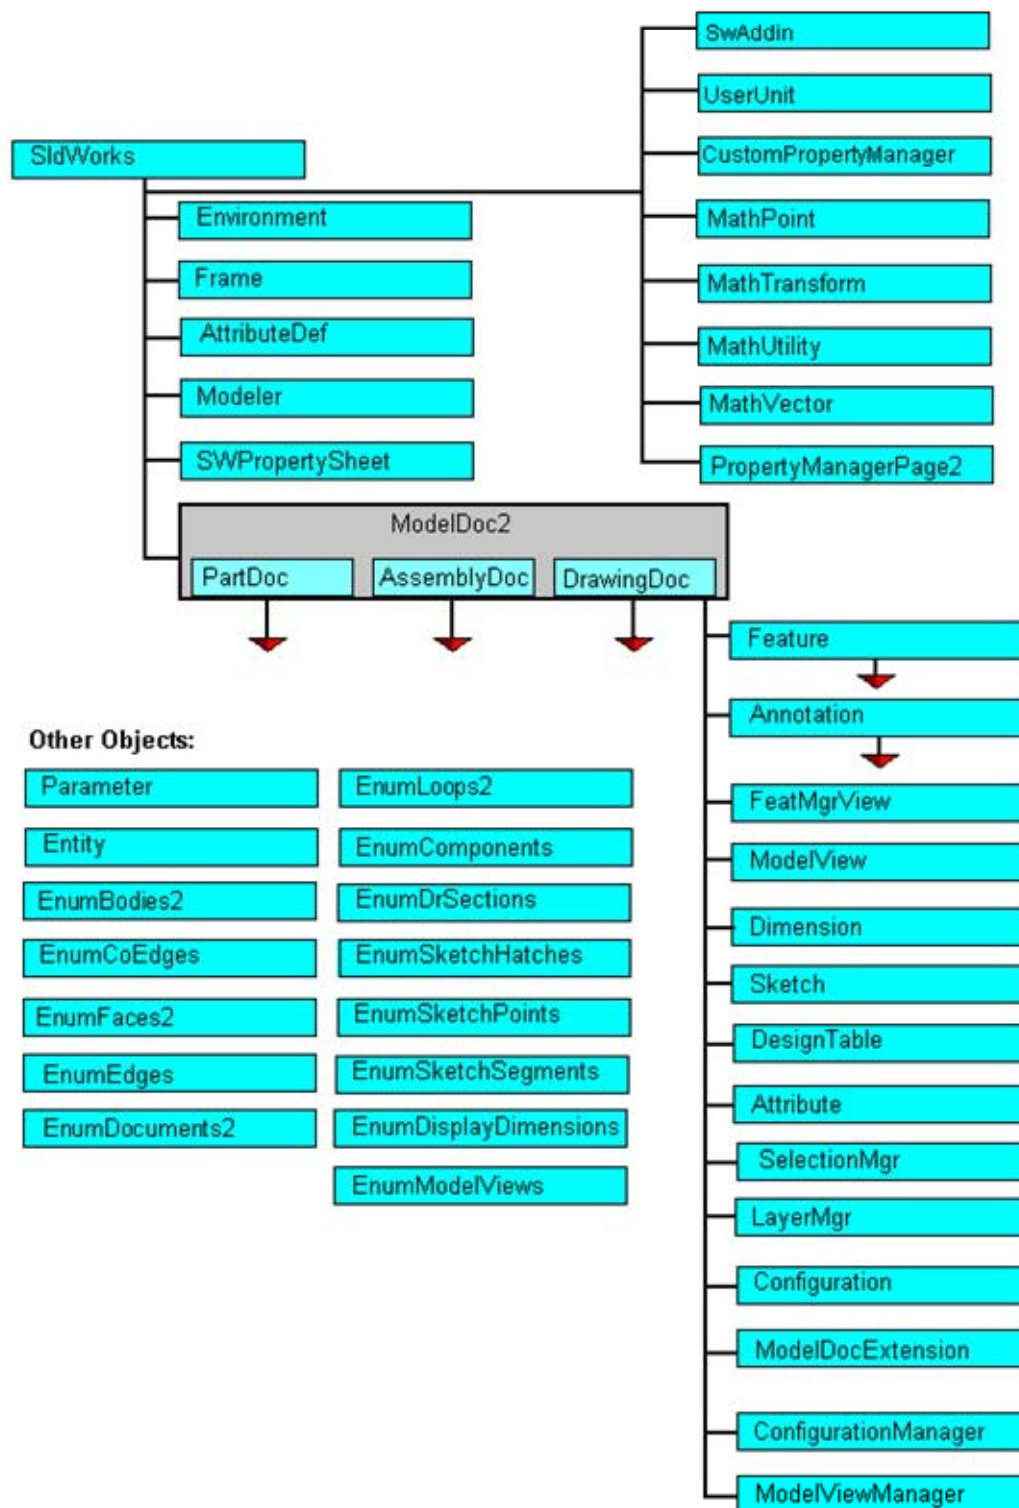 SldWorks
Environment
Frame
AttributeDef
Modeler
SWPropertySheet
SwAddin
UserUnit
CustomPropertyManager
MathPoint
MathTransform
MathUtility
MathVector
PropertyManagerPage2
ModelDoc2
PartDoc
AssemblyDoc
DrawingDoc
Feature
Annotation
FeatMgrView
ModelView
Dimension
Sketch
DesignTable
Attribute
SelectionMgr
LayerMgr
Configuration
ModelDocExtension
ConfigurationManager
ModelViewManager
Other Objects:
Parameter
Entity
EnumBodies2
EnumCoEdges
EnumFaces2
EnumEdges
EnumDocuments2
EnumLoops2
EnumComponents
EnumDrSections
EnumSketchHatches
EnumSketchPoints
EnumSketchSegments
EnumDisplayDimensions
EnumModelViews